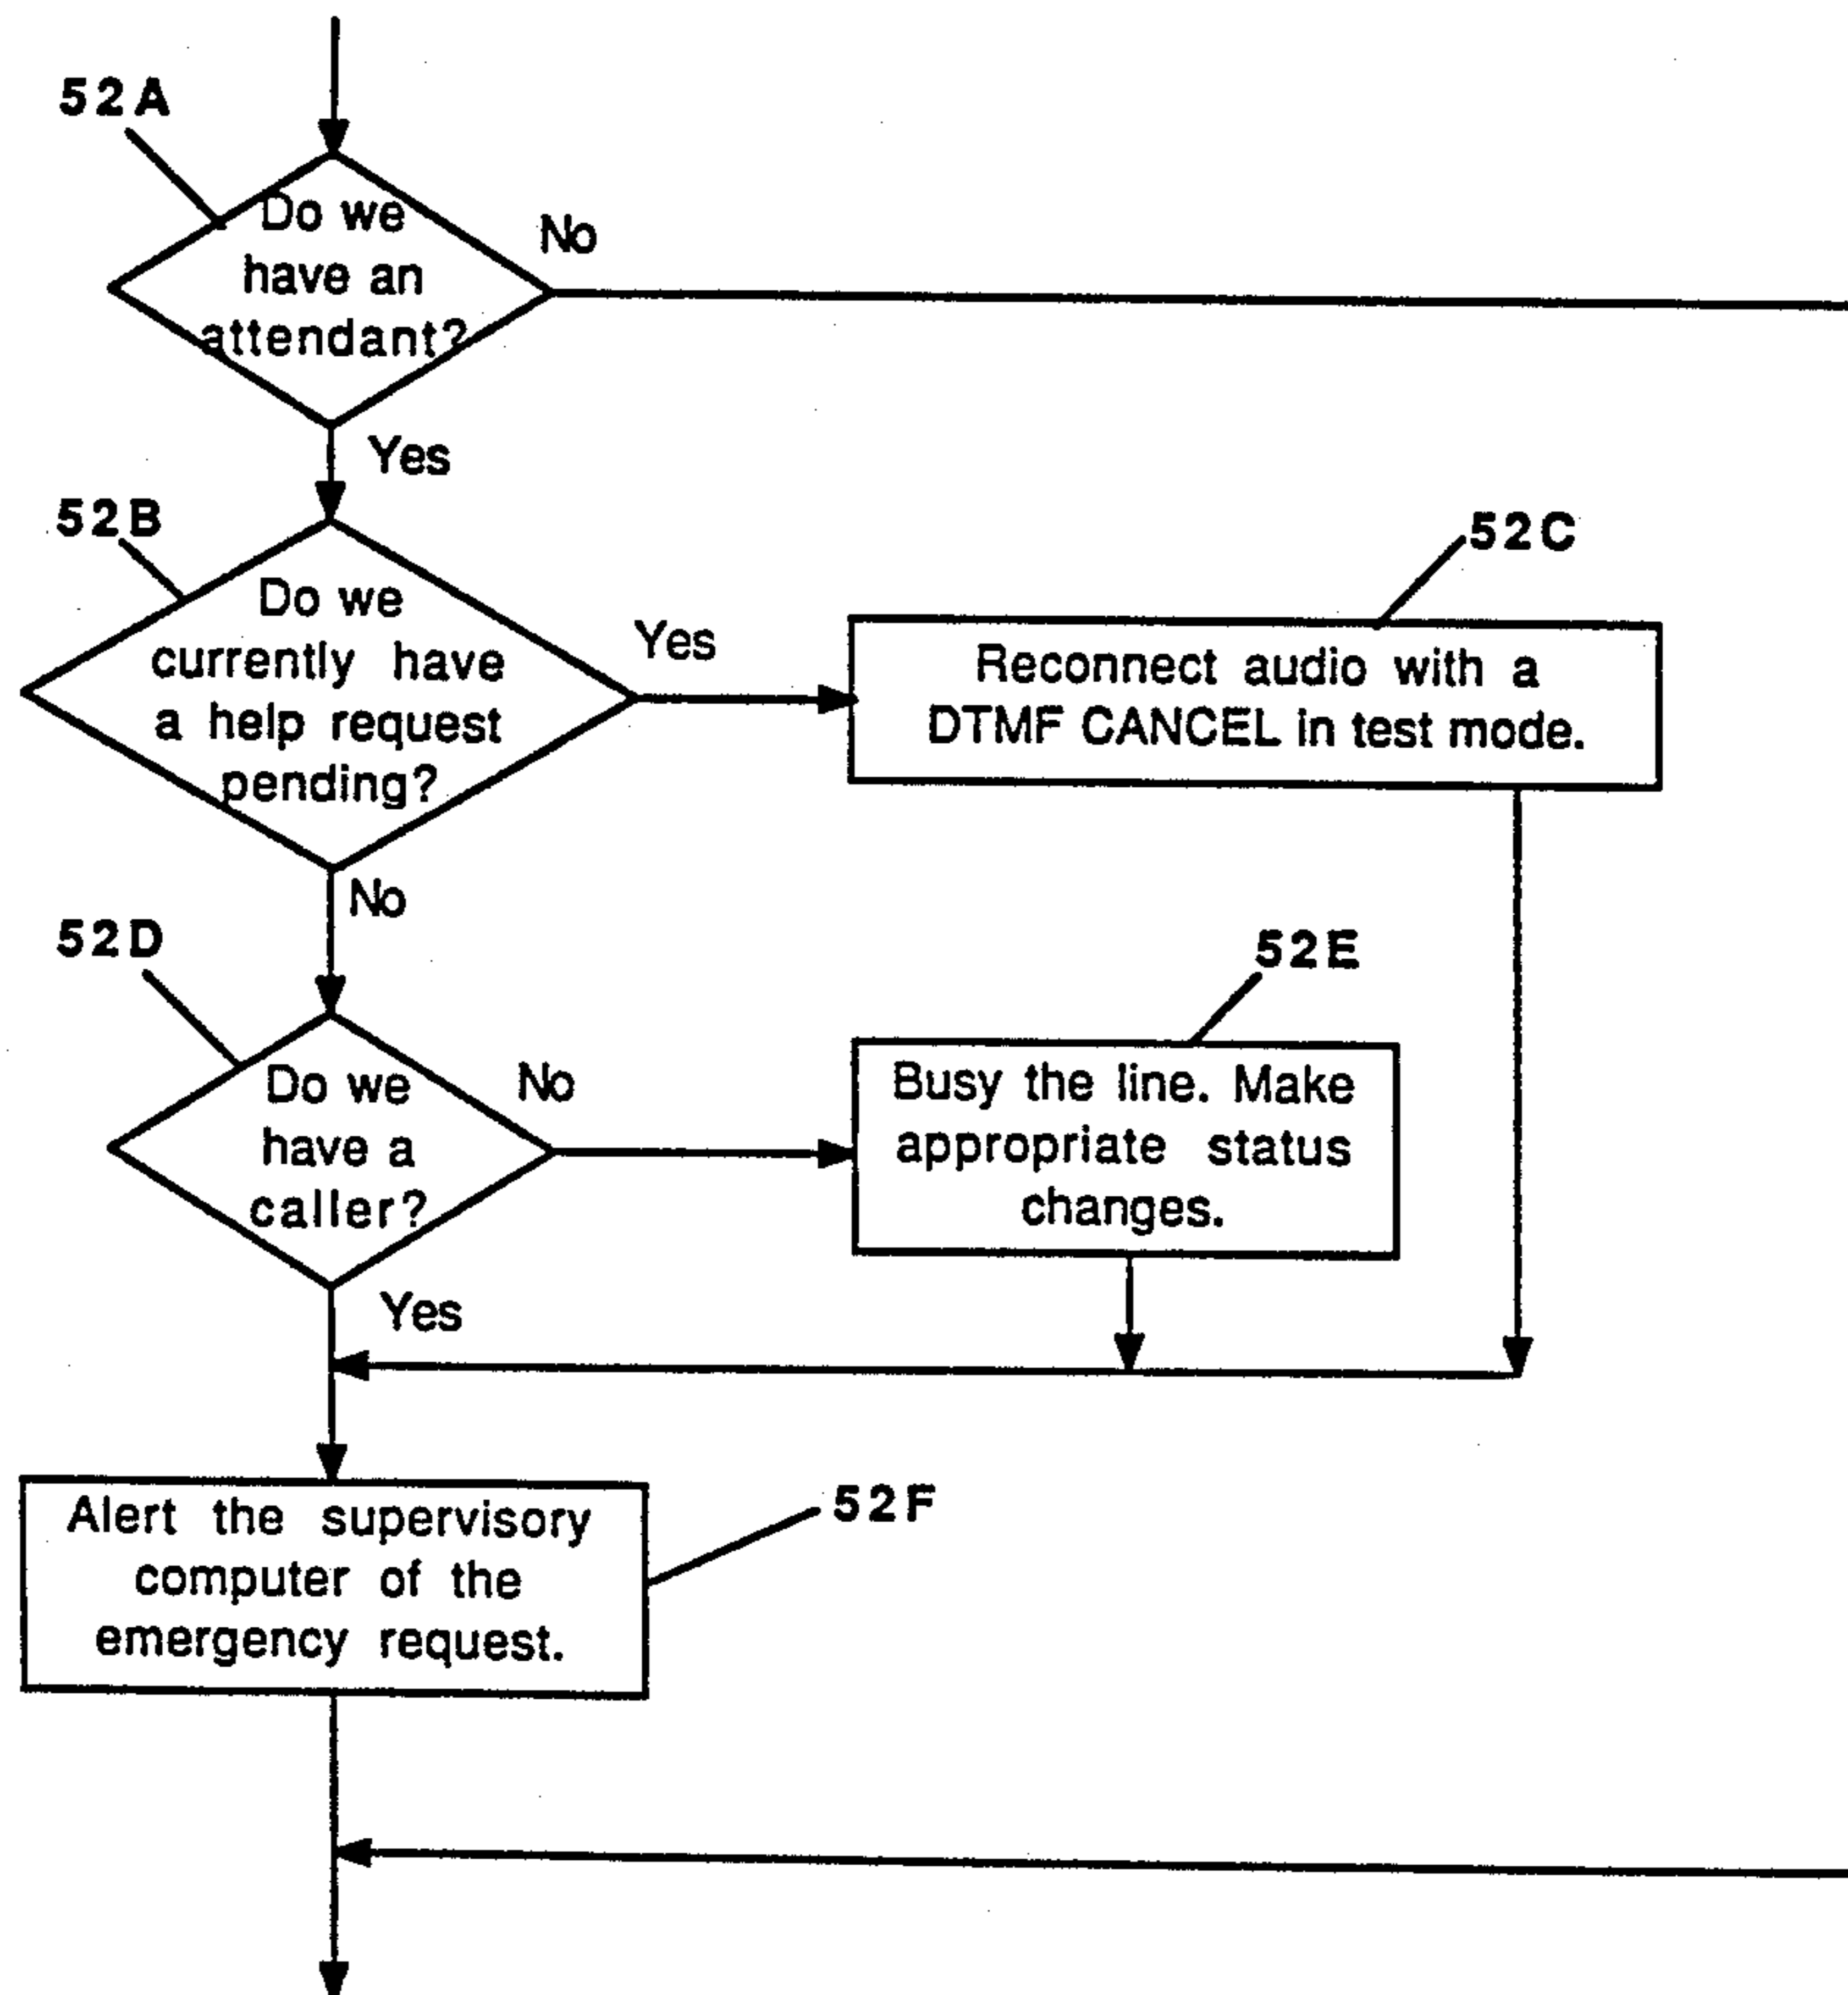 52A
Do we
have an
attendant?
No
Yes
52B
Do we
currently have
a help request
pending?
Yes
52C
Reconnect audio with a
DTMF CANCEL in test mode.
No
52D
Do we
have a
caller?
No
52E
Busy the line. Make
appropriate status
changes.
Yes
Alert the supervisory
computer of the
emergency request.
52F